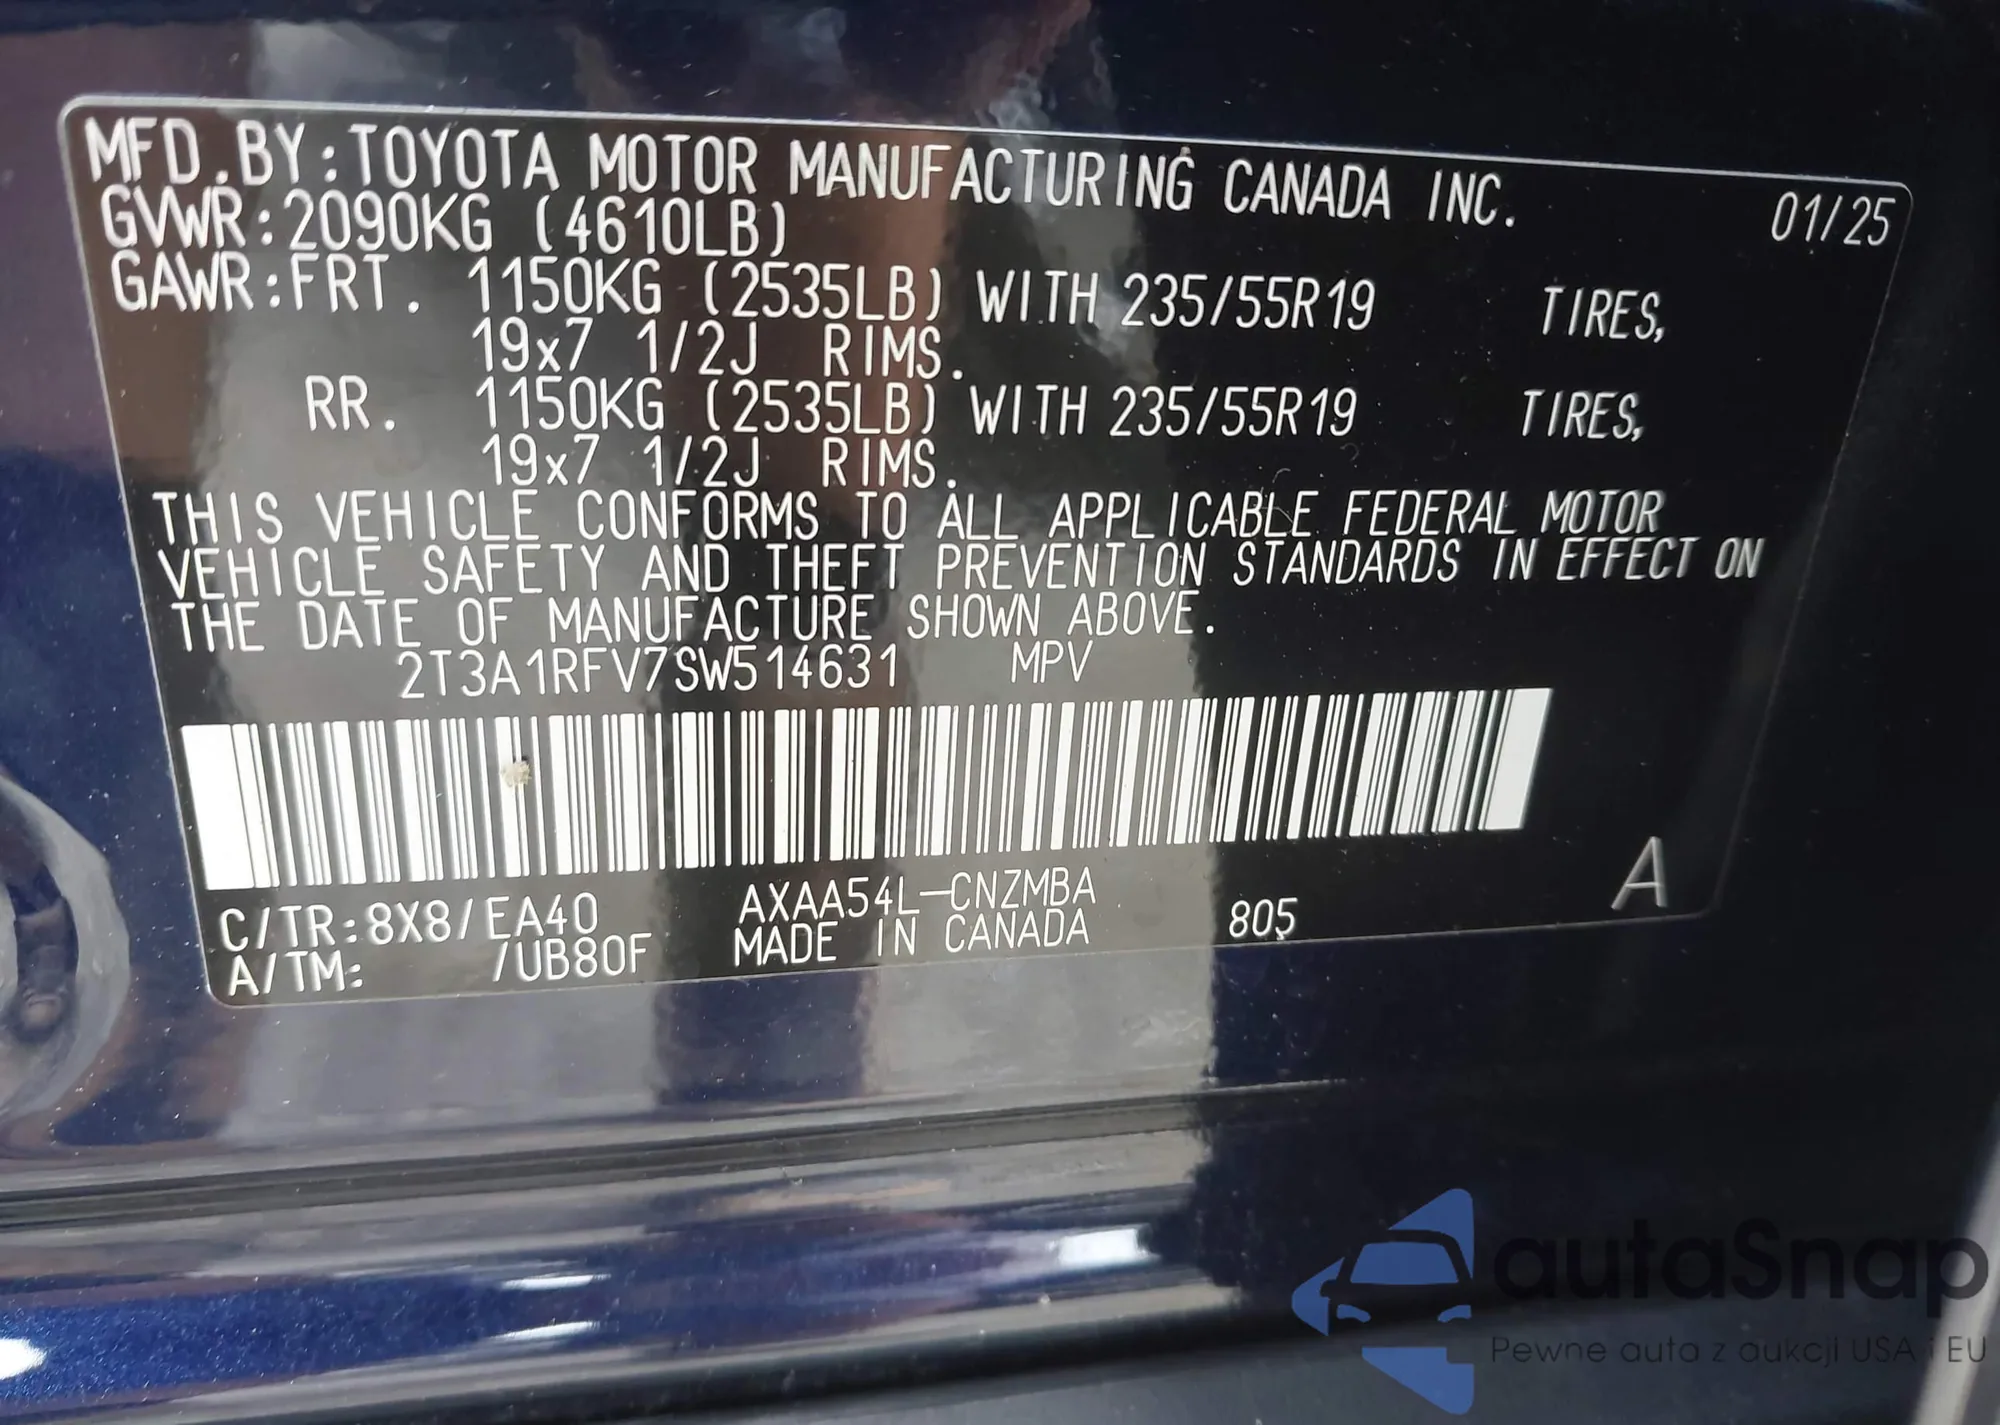 MFD.BY:TOYOTA MOTOR MANUFACTURING CANADA INC. 01/25
GVWR:2090KG (4610LB)
GAWR:FRT. 1150KG (2535LB) WITH 235/55R19 TIRES,
19x7 1/2J RIMS.
RR. 1150KG (2535LB) WITH 235/55R19 TIRES,
19x7 1/2J RIMS.
THIS VEHICLE CONFORMS TO ALL APPLICABLE FEDERAL MOTOR
VEHICLE SAFETY AND THEFT PREVENTION STANDARDS IN EFFECT ON
THE DATE OF MANUFACTURE SHOWN ABOVE.
2T3A1RFV7SW514631 MPV
C/TR:8X8/EA40 AXAA54L-CNZMBA 805 A
A/TM: /UB80F MADE IN CANADA
autoSnap
Pewne auto z aukcji USA i EU